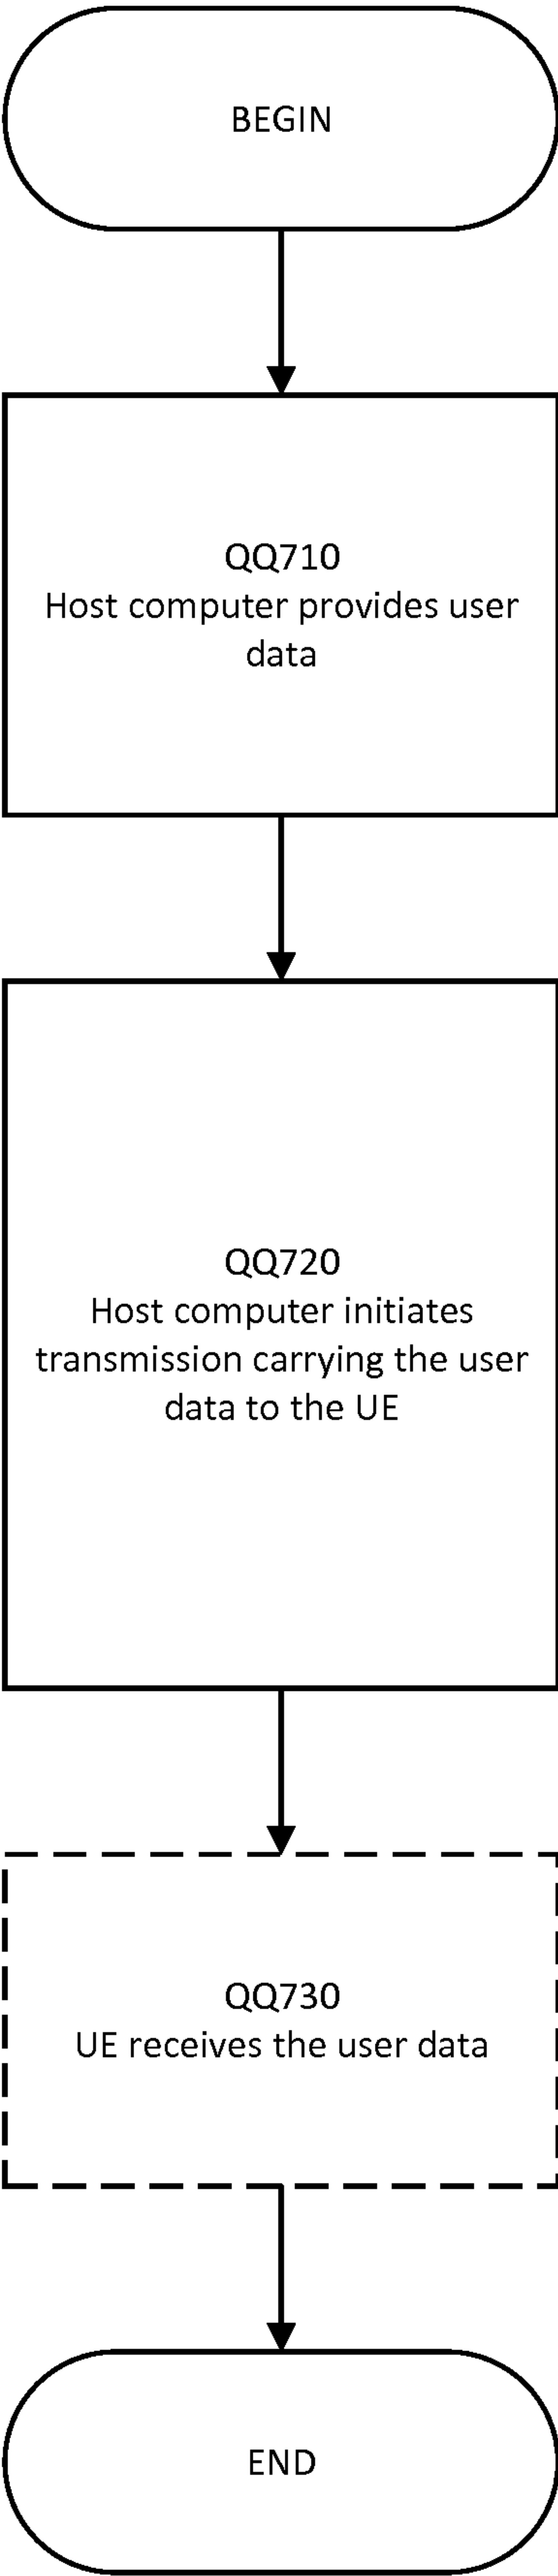 BEGIN
QQ710
Host computer provides user
data
QQ720
Host computer initiates
transmission carrying the user
data to the UE
QQ730
UE receives the user data
END